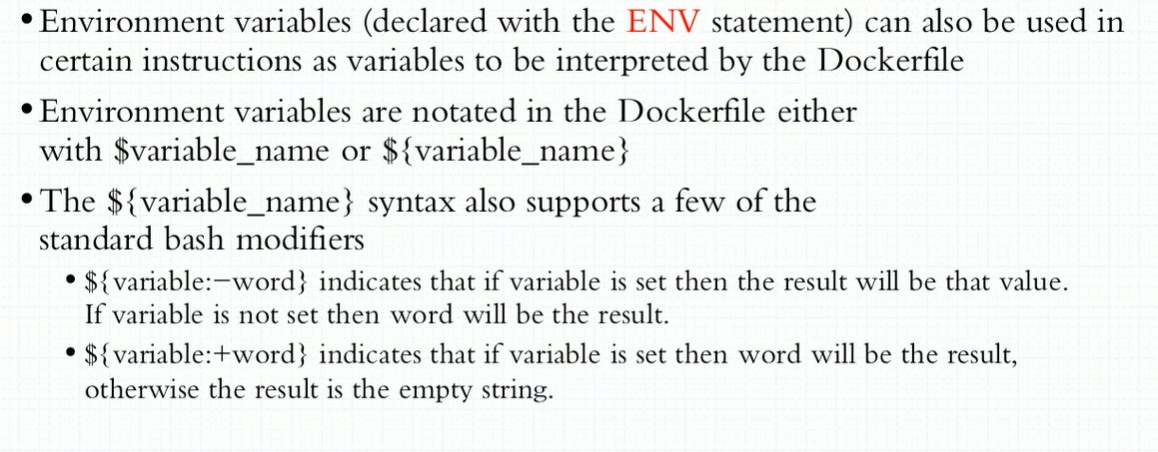 • Environment variables (declared with the ENV statement) can also be used in
certain instructions as variables to be interpreted by the Dockerfile
• Environment variables are notated in the Dockerfile either
with $variable_name or ${variable_name}
• The ${variable_name} syntax also supports a few of the
standard bash modifiers
• ${variable:−word} indicates that if variable is set then the result will be that value.
If variable is not set then word will be the result.
• ${variable:+word} indicates that if variable is set then word will be the result,
otherwise the result is the empty string.